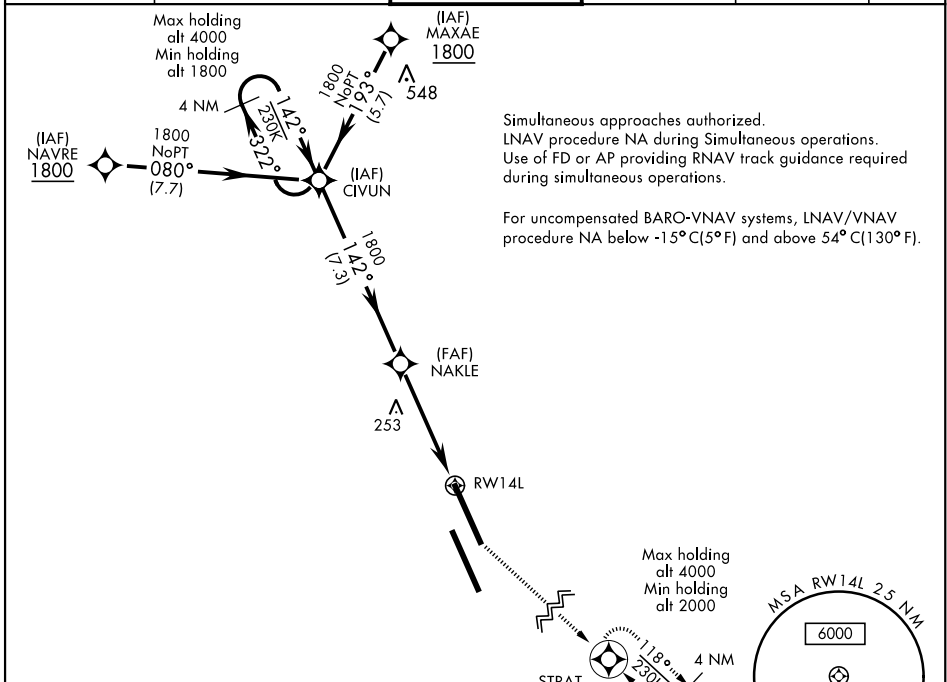 Max holding
alt 4000
Min holding
alt 1800
(IAF)
MAXAE
1800
1800
NoPT
193°
(5.7)
548
4 NM
142°
230K
322°
(IAF)
NAVRE
1800
1800
NoPT
080°
(7.7)
(IAF)
CIVUN
Simultaneous approaches authorized.
LNAV procedure NA during Simultaneous operations.
Use of FD or AP providing RNAV track guidance required
during simultaneous operations.
For uncompensated BARO-VNAV systems, LNAV/VNAV
procedure NA below -15°C(5°F) and above 54°C(130°F).
1800
142°
(7.3)
(FAF)
NAKLE
253
RW14L
Max holding
alt 4000
Min holding
alt 2000
118°
4 NM
MSA RW14L 25 NM
6000